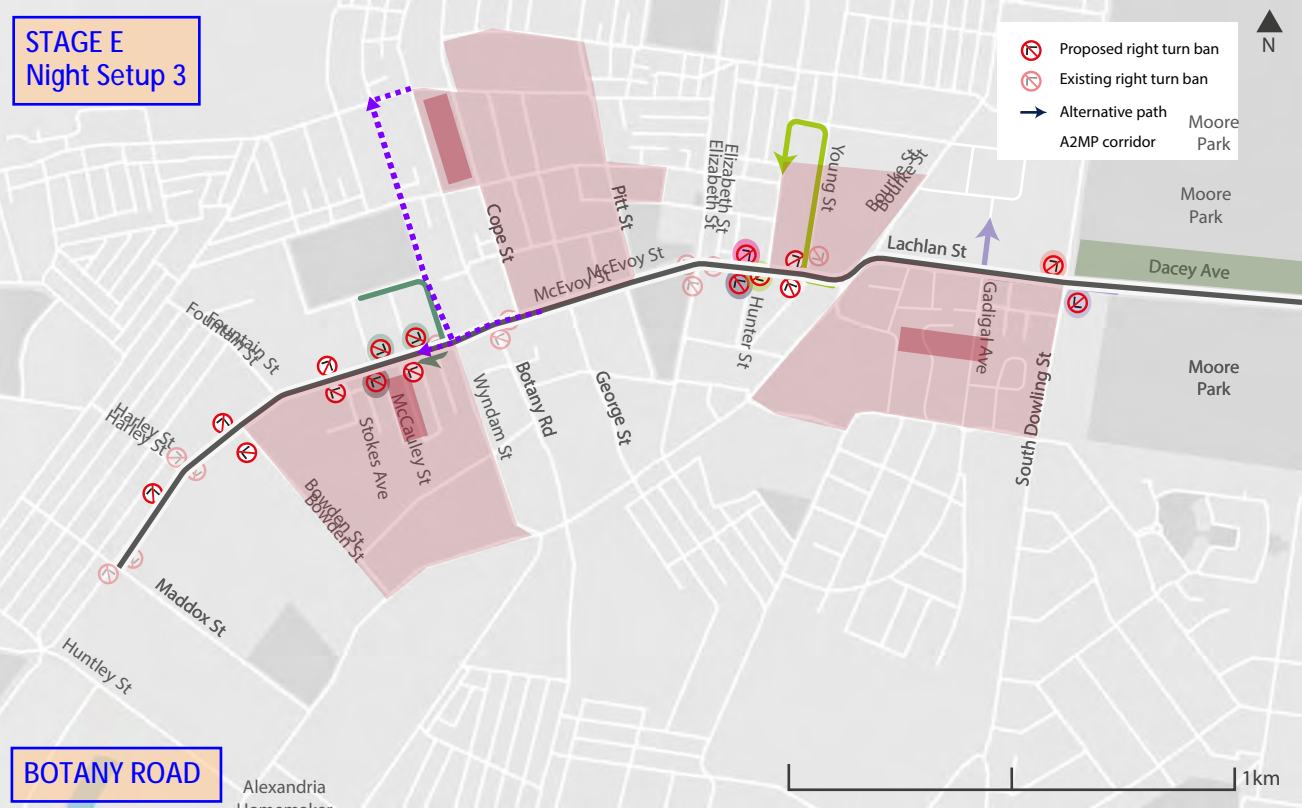 STAGE E
Night Setup 3
N
Proposed right turn ban
Existing right turn ban
Alternative path
A2MP corridor
Moore
Park
Moore
Park
Elizabeth St
Elizabeth St
Young St
Bourke St
Bourke St
Pitt St
Cope St
Lachlan St
Dacey Ave
McEvoy St
McEvoy St
Hunter St
Gadigal Ave
South Dowling St
Moore
Park
Fountain St
Fountain St
Harley St
Harley St
Stokes Ave
McCauley St
Wyndam St
Botany Rd
George St
Bowden St
Bowden St
Maddox St
Huntley St
BOTANY ROAD
Alexandria
Homemaker
1km